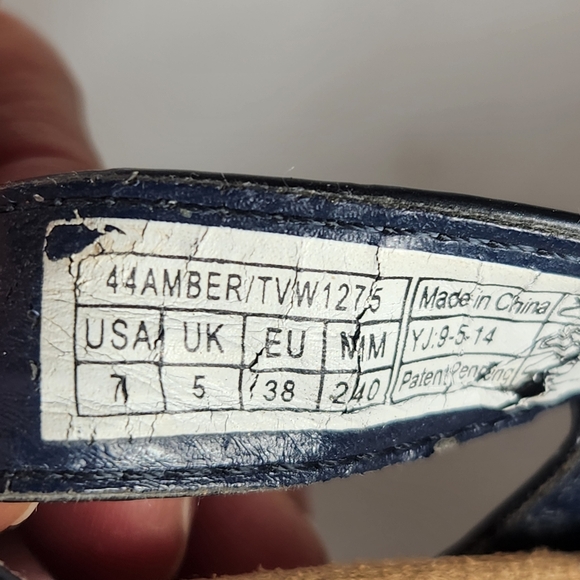 44AMBER/TVW1275
USA UK EU MM
7 5 38 240
Made in China
YJ:9-5-14
Patent Pending